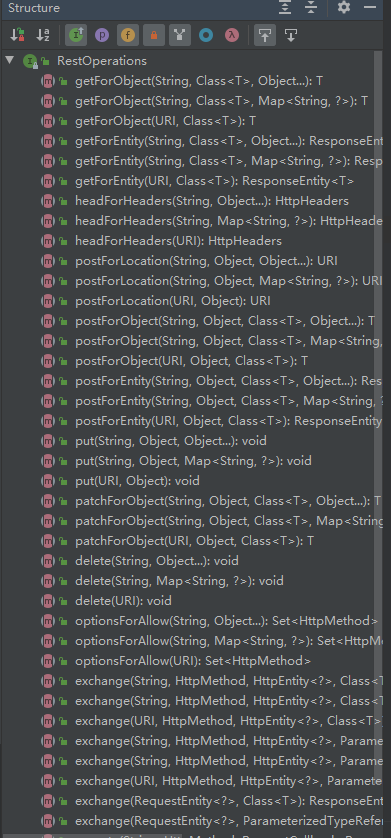 Structure
RestOperations
getForObject(String, Class<T>, Object...): T
getForObject(String, Class<T>, Map<String, ?>): T
getForObject(URI, Class<T>): T
getForEntity(String, Class<T>, Object...): ResponseEnt
getForEntity(String, Class<T>, Map<String, ?>): Resp
getForEntity(URI, Class<T>): ResponseEntity<T>
headForHeaders(String, Object...): HttpHeaders
headForHeaders(String, Map<String, ?>): HttpHeade
headForHeaders(URI): HttpHeaders
postForLocation(String, Object, Object...): URI
postForLocation(String, Object, Map<String, ?>): URI
postForLocation(URI, Object): URI
postForObject(String, Object, Class<T>, Object...): T
postForObject(String, Object, Class<T>, Map<String,
postForObject(URI, Object, Class<T>): T
postForEntity(String, Object, Class<T>, Object...): Res
postForEntity(String, Object, Class<T>, Map<String, ?
postForEntity(URI, Object, Class<T>): ResponseEntity
put(String, Object, Object...): void
put(String, Object, Map<String, ?>): void
put(URI, Object): void
patchForObject(String, Object, Class<T>, Object...): T
patchForObject(String, Object, Class<T>, Map<String
patchForObject(URI, Object, Class<T>): T
delete(String, Object...): void
delete(String, Map<String, ?>): void
delete(URI): void
optionsForAllow(String, Object...): Set<HttpMethod>
optionsForAllow(String, Map<String, ?>): Set<HttpMe
optionsForAllow(URI): Set<HttpMethod>
exchange(String, HttpMethod, HttpEntity<?>, Class<T
exchange(String, HttpMethod, HttpEntity<?>, Class<T
exchange(URI, HttpMethod, HttpEntity<?>, Class<T>
exchange(String, HttpMethod, HttpEntity<?>, Param
exchange(String, HttpMethod, HttpEntity<?>, Param
exchange(URI, HttpMethod, HttpEntity<?>, Paramete
exchange(RequestEntity<?>, Class<T>): ResponseEnt
exchange(RequestEntity<?>, ParameterizedTypeRefer